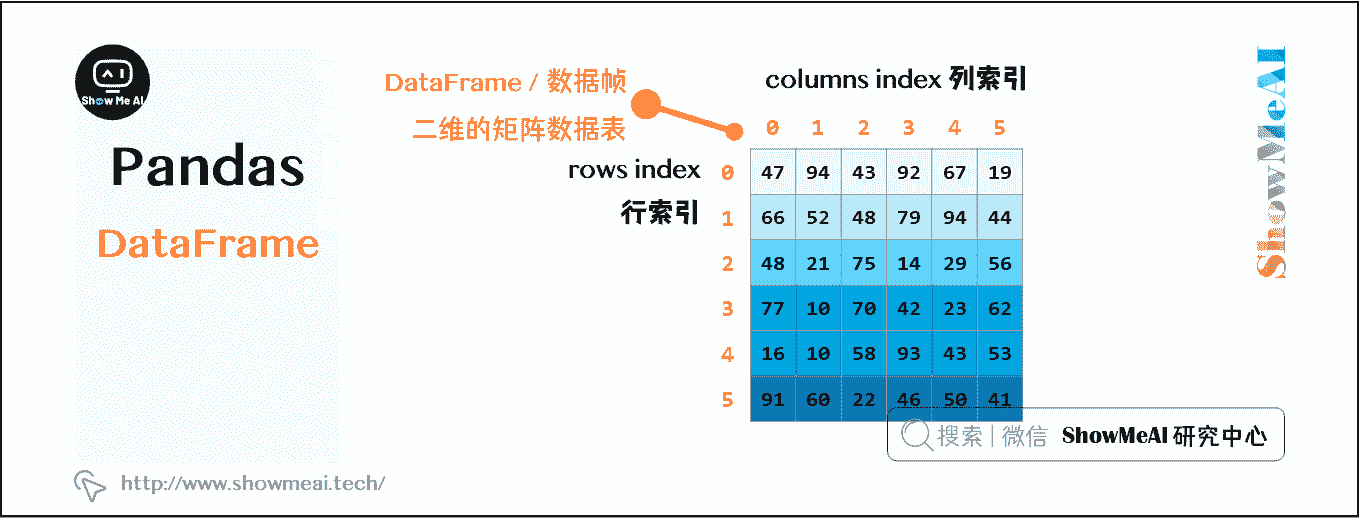 Show Me AI
Pandas
DataFrame
DataFrame / 数据帧
二维的矩阵数据表
columns index 列索引
0 1 2 3 4 5
rows index
行索引
0 47 94 43 92 67 19
1 66 52 48 79 94 44
2 48 21 75 14 29 56
3 77 10 70 42 23 62
4 16 10 58 93 43 53
5 91 60 22 46 50 41
ShowMeAI
搜索 | 微信 ShowMeAI 研究中心
http://www.showmeai.tech/